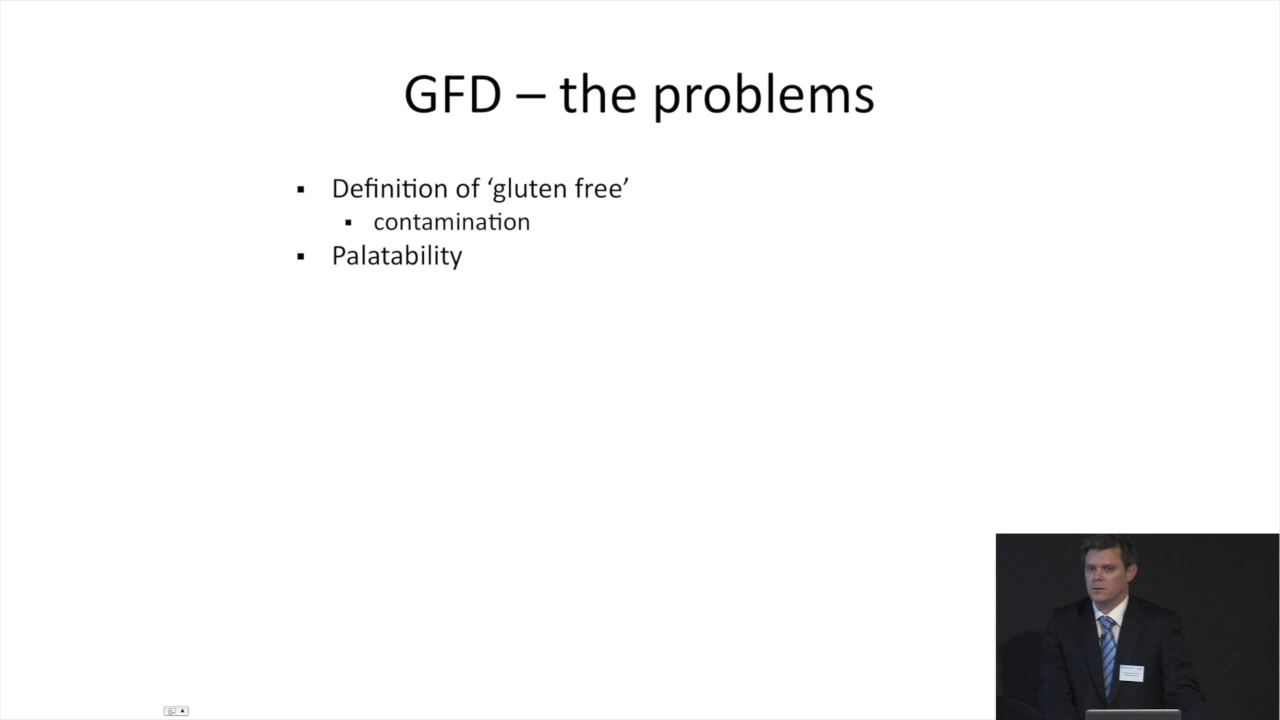 GFD – the problems
Definition of ‘gluten free’
contamination
Palatability